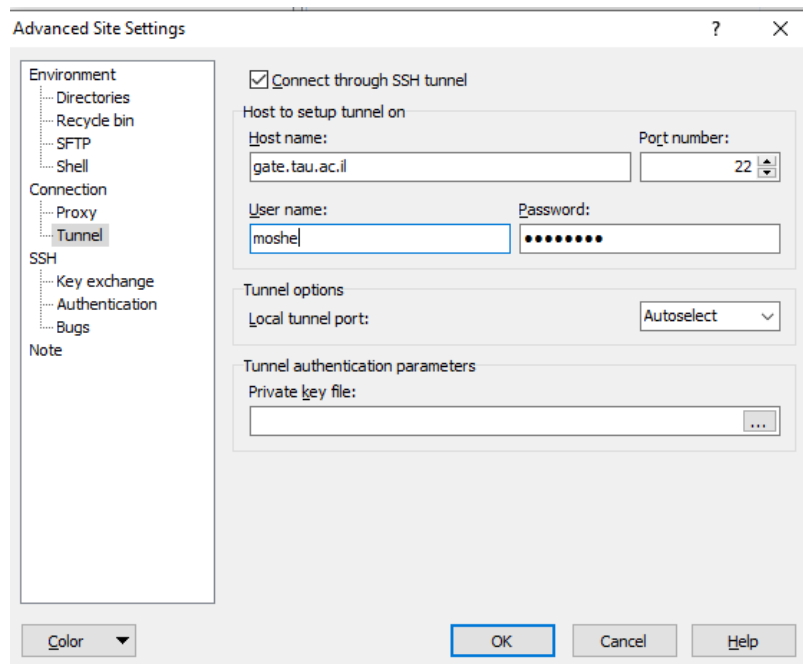 Advanced Site Settings ? ×
Environment
Directories
Recycle bin
SFTP
Shell
Connection
Proxy
Tunnel
SSH
Key exchange
Authentication
Bugs
Note
Connect through SSH tunnel
Host to setup tunnel on
Host name: Port number:
gate.tau.ac.il 22
User name: Password:
moshe ••••••••
Tunnel options
Local tunnel port: Autoselect
Tunnel authentication parameters
Private key file:
...
Color OK Cancel Help